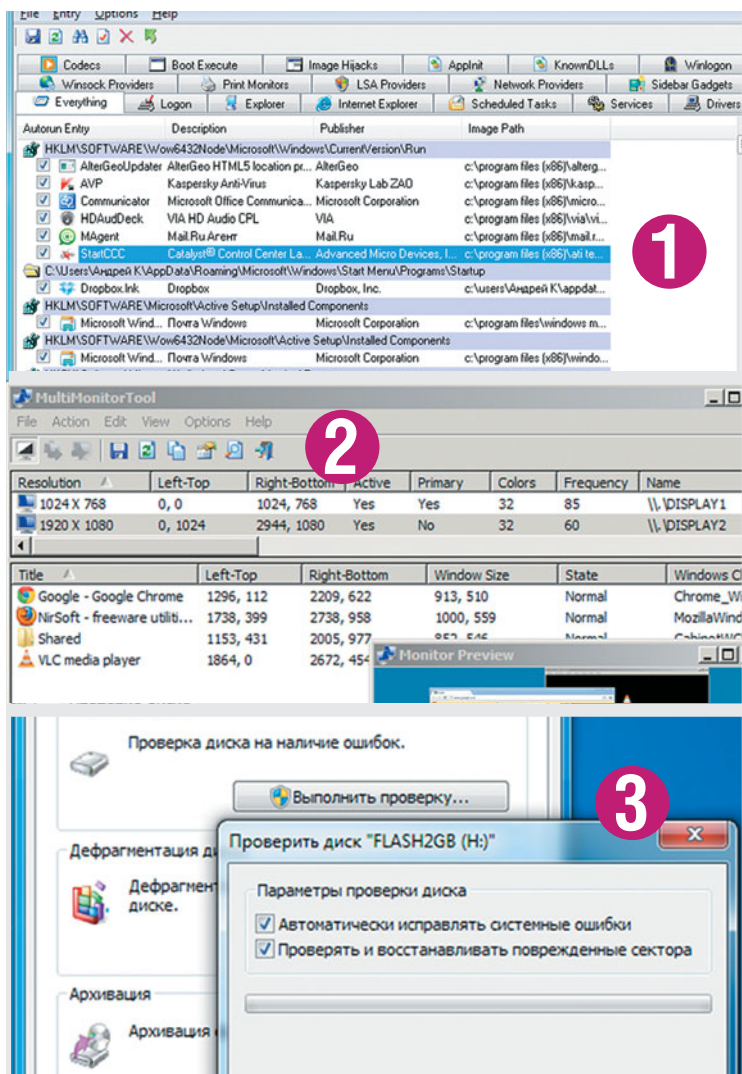 File Entry Options Help
Codecs Boot Execute Image Hijacks AppInit KnownDLLs Winlogon
Winsock Providers Print Monitors LSA Providers Network Providers Sidebar Gadgets
Everything Logon Explorer Internet Explorer Scheduled Tasks Services Drivers
Autorun Entry Description Publisher Image Path
HKLM\SOFTWARE\Wow6432Node\Microsoft\Windows\CurrentVersion\Run
AlterGeoUpdater AlterGeo HTML5 location pr... AlterGeo c:\program files (x86)\alterg...
AVP Kaspersky Anti-Virus Kaspersky Lab ZAO c:\program files (x86)\kasp...
Communicator Microsoft Office Communica... Microsoft Corporation c:\program files (x86)\micro...
HDAudDeck VIA HD Audio CPL VIA c:\program files (x86)\via\vi...
MAgent Mail.Ru Агент Mail.Ru c:\program files (x86)\mail.r...
StartCCC Catalyst® Control Center La... Advanced Micro Devices, I... c:\program files (x86)\ati te...
C:\Users\Андрей К\AppData\Roaming\Microsoft\Windows\Start Menu\Programs\Startup
Dropbox.lnk Dropbox Dropbox, Inc. c:\users\Андрей К\appdat...
HKLM\SOFTWARE\Microsoft\Active Setup\Installed Components
Microsoft Wind... Почта Windows Microsoft Corporation c:\program files\windows m...
HKLM\SOFTWARE\Wow6432Node\Microsoft\Active Setup\Installed Components
Microsoft Wind... Почта Windows Microsoft Corporation c:\program files (x86)\windo...
1
MultiMonitorTool
File Action Edit View Options Help
2
Resolution Left-Top Right-Bottom Active Primary Colors Frequency Name
1024 X 768 0, 0 1024, 768 Yes Yes 32 85 \\.\DISPLAY1
1920 X 1080 0, 1024 2944, 1080 Yes No 32 60 \\.\DISPLAY2
Title Left-Top Right-Bottom Window Size State Windows Cl
Google - Google Chrome 1296, 112 2209, 622 913, 510 Normal Chrome_Wi
NirSoft - freeware utiliti... 1738, 399 2738, 958 1000, 559 Normal MozillaWind
Shared 1153, 431 2005, 977 852, 546 Normal
VLC media player 1864, 0 2672, 454
Monitor Preview
Проверка диска на наличие ошибок.
Выполнить проверку...
3
Проверить диск "FLASH2GB (H:)"
Дефрагментация ди
Дефрагмент
диске.
Параметры проверки диска
Автоматически исправлять системные ошибки
Проверять и восстанавливать поврежденные сектора
Архивация
Архивация